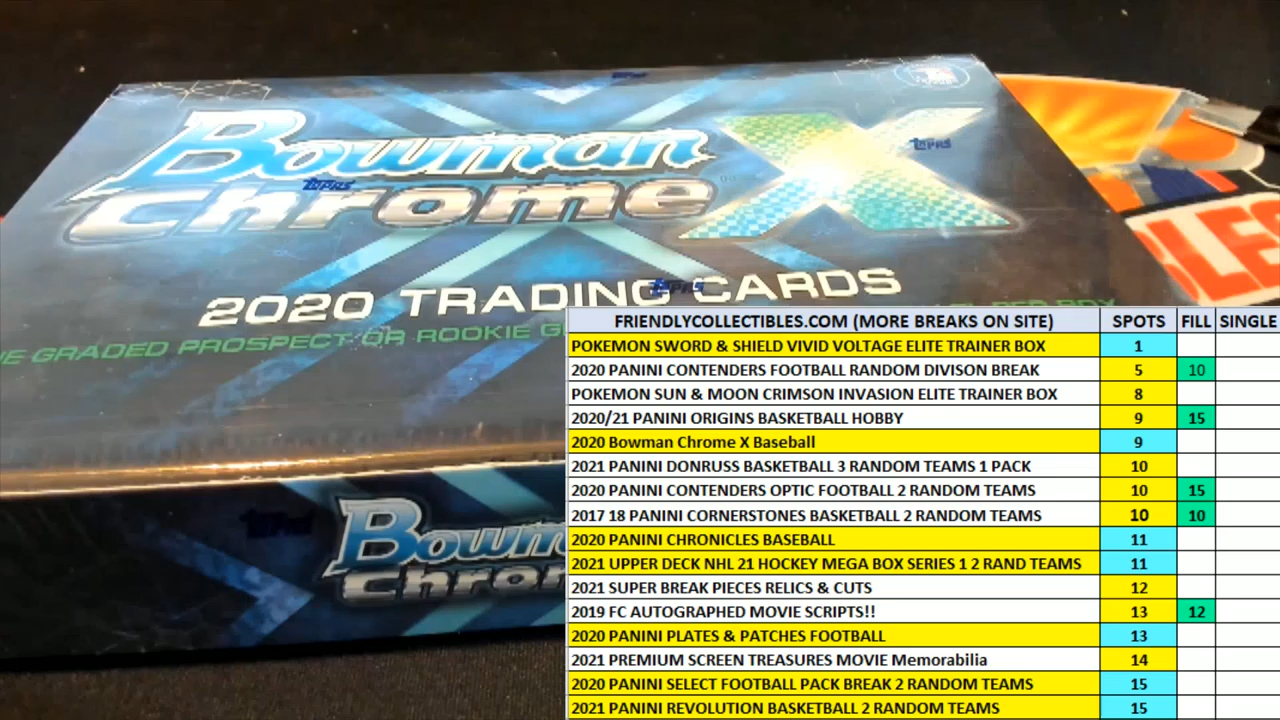 Bowman
Chrome X
topps
topps
2020 TRADING CARDS
topps
E GRADED PROSPECT OR ROOKIE
PER BOX
LES
Bowm
Chro
FRIENDLYCOLLECTIBLES.COM (MORE BREAKS ON SITE) SPOTS FILL SINGLE
POKEMON SWORD & SHIELD VIVID VOLTAGE ELITE TRAINER BOX 1
2020 PANINI CONTENDERS FOOTBALL RANDOM DIVISON BREAK 5 10
POKEMON SUN & MOON CRIMSON INVASION ELITE TRAINER BOX 8
2020/21 PANINI ORIGINS BASKETBALL HOBBY 9 15
2020 Bowman Chrome X Baseball 9
2021 PANINI DONRUSS BASKETBALL 3 RANDOM TEAMS 1 PACK 10
2020 PANINI CONTENDERS OPTIC FOOTBALL 2 RANDOM TEAMS 10 15
2017 18 PANINI CORNERSTONES BASKETBALL 2 RANDOM TEAMS 10 10
2020 PANINI CHRONICLES BASEBALL 11
2021 UPPER DECK NHL 21 HOCKEY MEGA BOX SERIES 1 2 RAND TEAMS 11
2021 SUPER BREAK PIECES RELICS & CUTS 12
2019 FC AUTOGRAPHED MOVIE SCRIPTS!! 13 12
2020 PANINI PLATES & PATCHES FOOTBALL 13
2021 PREMIUM SCREEN TREASURES MOVIE Memorabilia 14
2020 PANINI SELECT FOOTBALL PACK BREAK 2 RANDOM TEAMS 15
2021 PANINI REVOLUTION BASKETBALL 2 RANDOM TEAMS 15